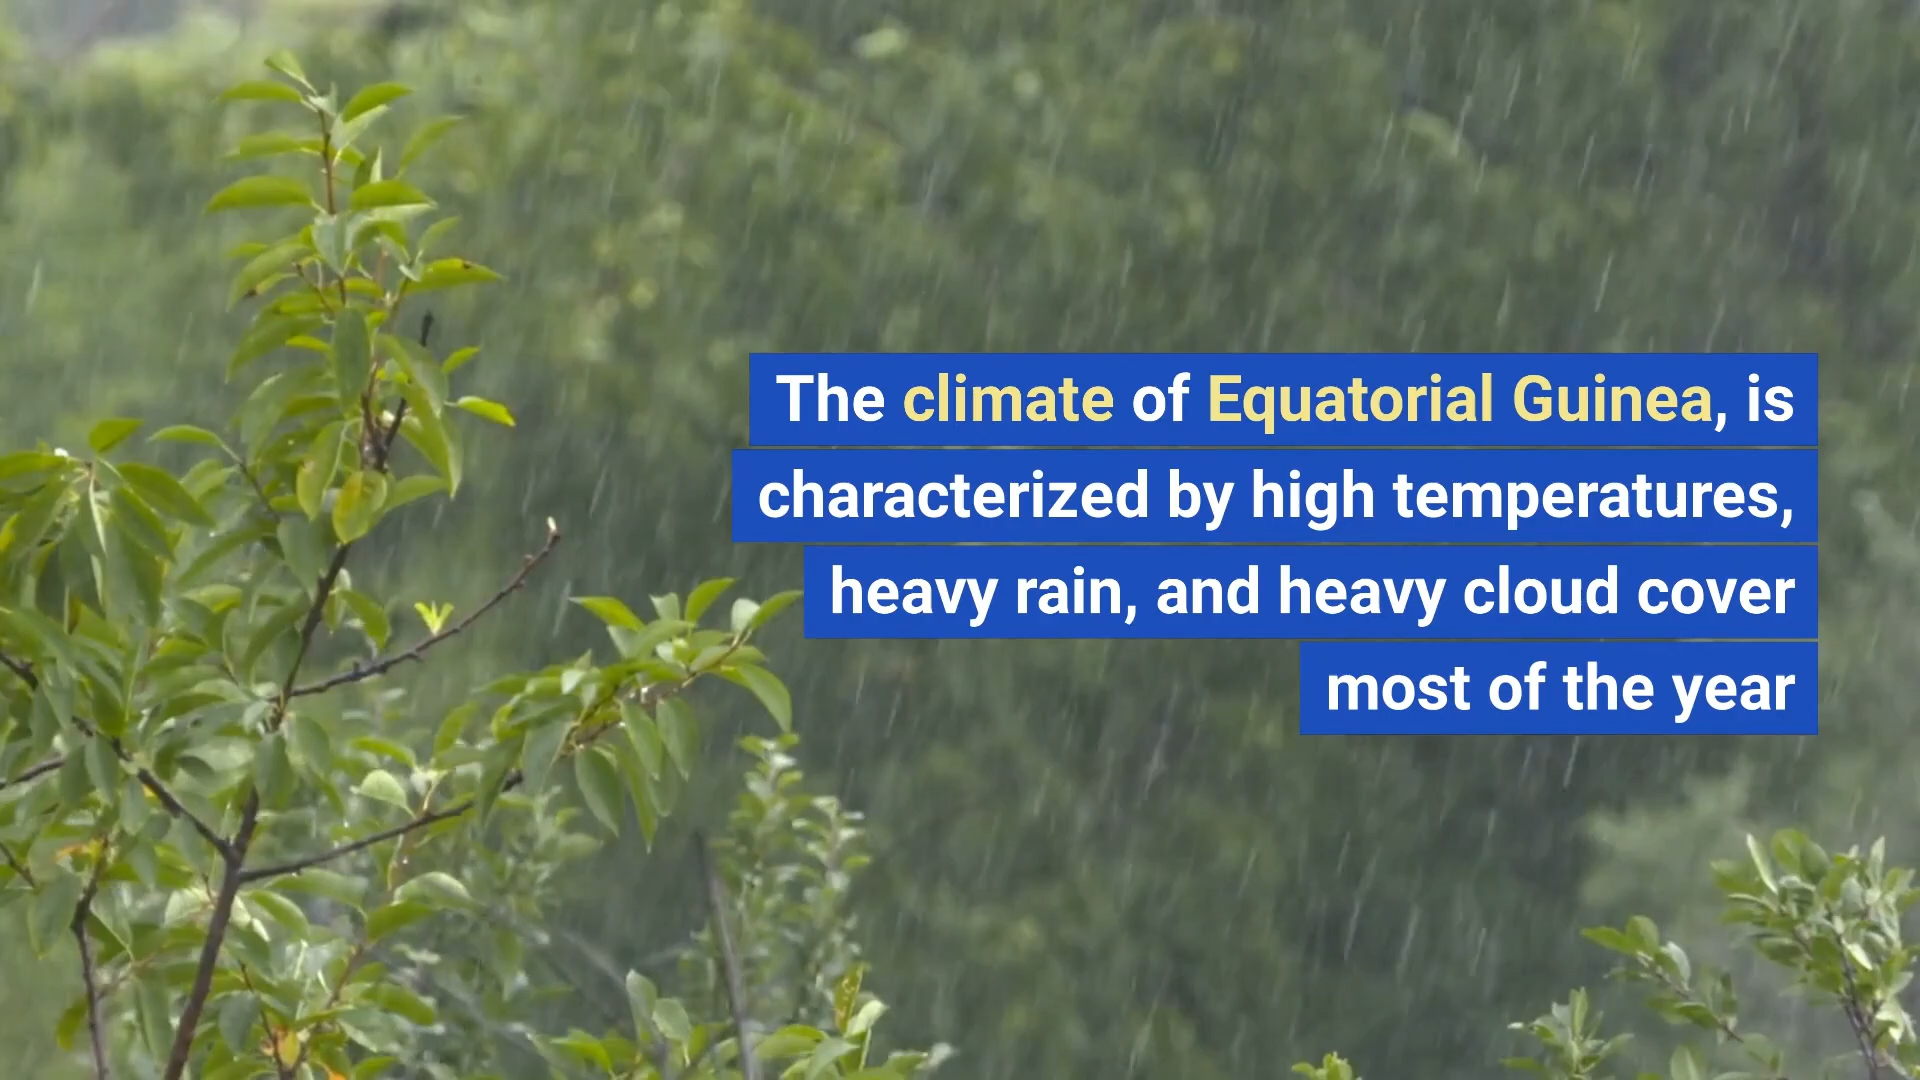 The climate of Equatorial Guinea, is
characterized by high temperatures,
heavy rain, and heavy cloud cover
most of the year